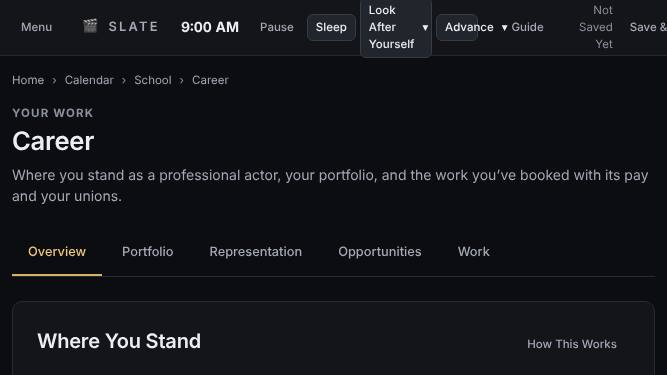 Menu
🎬 SLATE
9:00 AM
Pause
Sleep
Look After Yourself ▾
Advance ▾
Guide
Not Saved Yet
Save &
Home › Calendar › School › Career
YOUR WORK
Career
Where you stand as a professional actor, your portfolio, and the work you’ve booked with its pay
and your unions.
Overview Portfolio Representation Opportunities Work
Where You Stand
How This Works